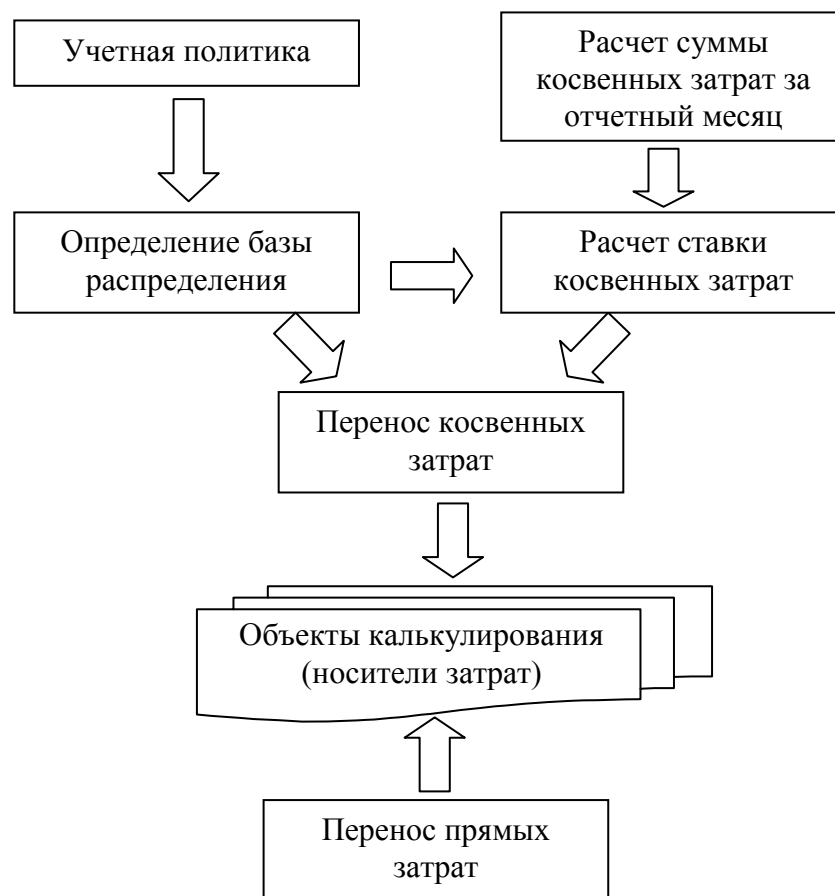 Учетная политика
Расчет суммы
косвенных затрат за
отчетный месяц
Определение базы
распределения
Расчет ставки
косвенных затрат
Перенос косвенных
затрат
Объекты калькулирования
(носители затрат)
Перенос прямых
затрат